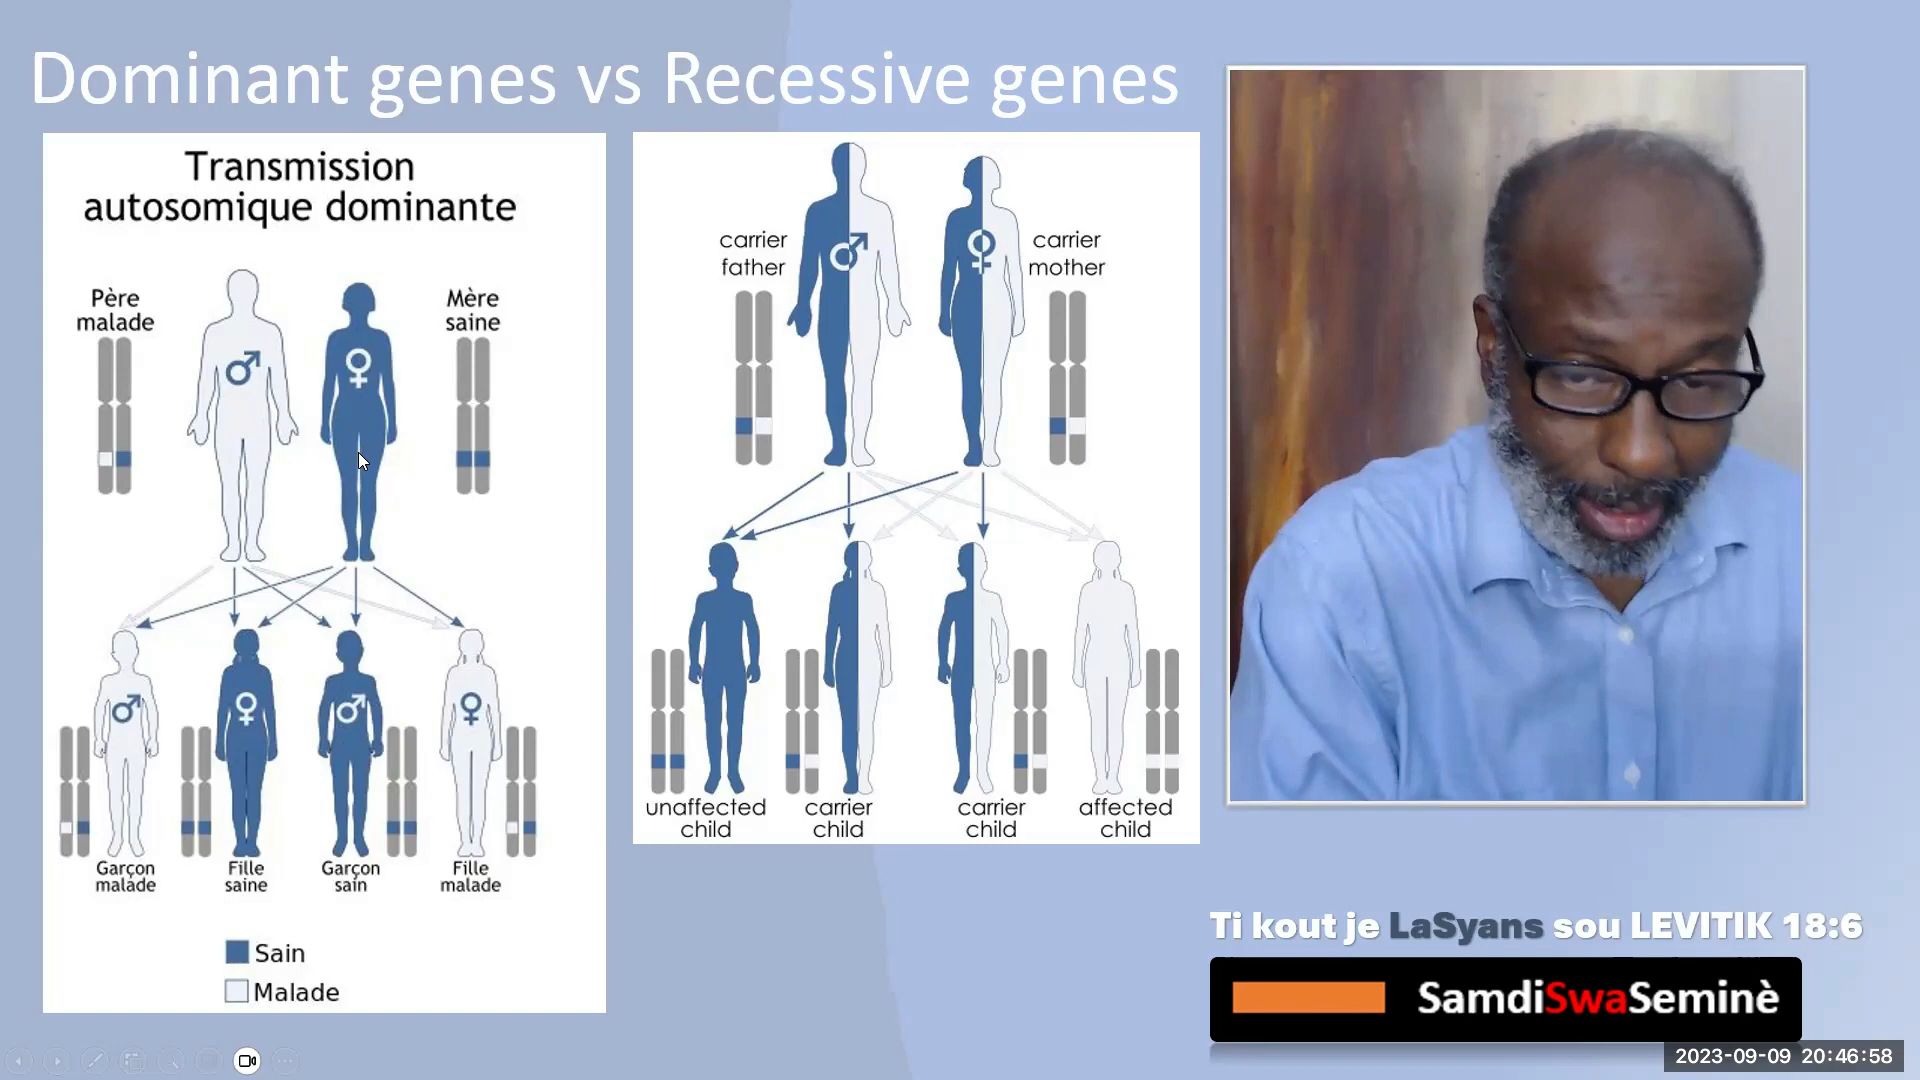 Dominant genes vs Recessive genes
Transmission
autosomique dominante
Père
malade
Mère
saine
Garçon
malade
Fille
saine
Garçon
sain
Fille
malade
Sain
Malade
carrier
father
carrier
mother
unaffected
child
carrier
child
carrier
child
affected
child
Ti kout je LaSyans sou LEVITIK 18:6
SamdiSwaSeminè
2023-09-09 20:46:58